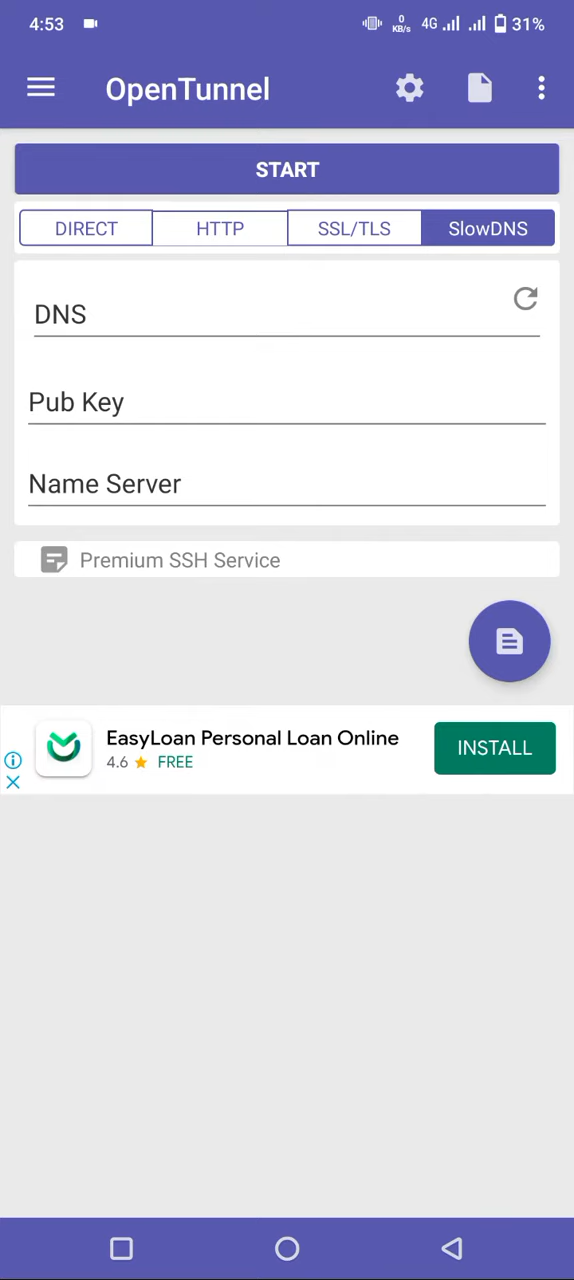 4:53 0 KB/s 4G 31%
OpenTunnel
START
DIRECT HTTP SSL/TLS SlowDNS
DNS
Pub Key
Name Server
Premium SSH Service
EasyLoan Personal Loan Online
4.6 ★ FREE
INSTALL